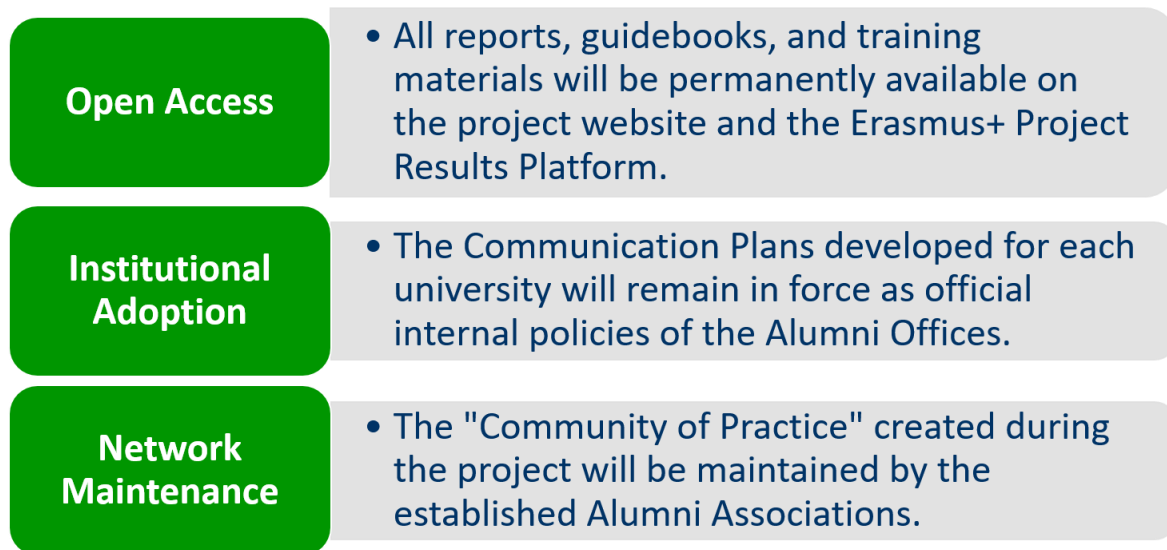 Open Access
• All reports, guidebooks, and training
materials will be permanently available on
the project website and the Erasmus+ Project
Results Platform.
Institutional
Adoption
• The Communication Plans developed for each
university will remain in force as official
internal policies of the Alumni Offices.
Network
Maintenance
• The "Community of Practice" created during
the project will be maintained by the
established Alumni Associations.